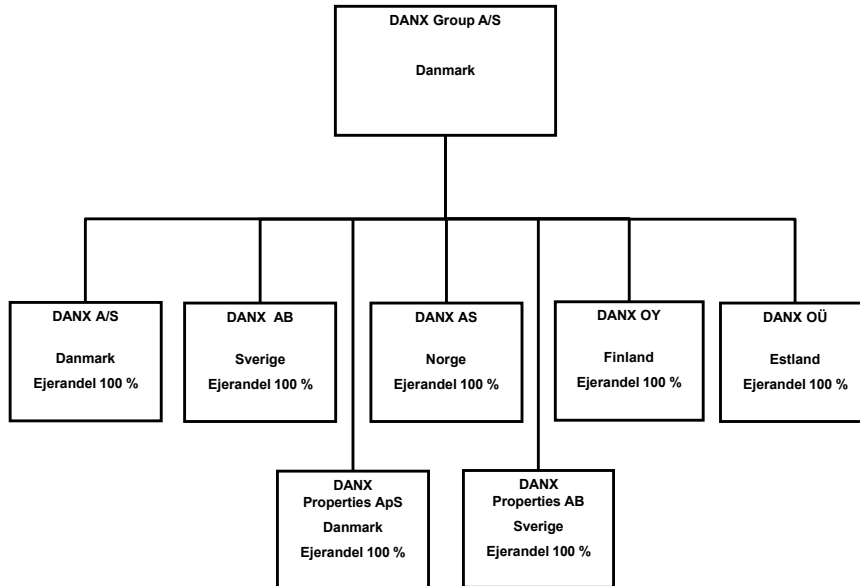 DANX Group A/S
Danmark
DANX A/S
Danmark
Ejerandel 100 %
DANX AB
Sverige
Ejerandel 100 %
DANX AS
Norge
Ejerandel 100 %
DANX OY
Finland
Ejerandel 100 %
DANX OÜ
Estland
Ejerandel 100 %
DANX
Properties ApS
Danmark
Ejerandel 100 %
DANX
Properties AB
Sverige
Ejerandel 100 %